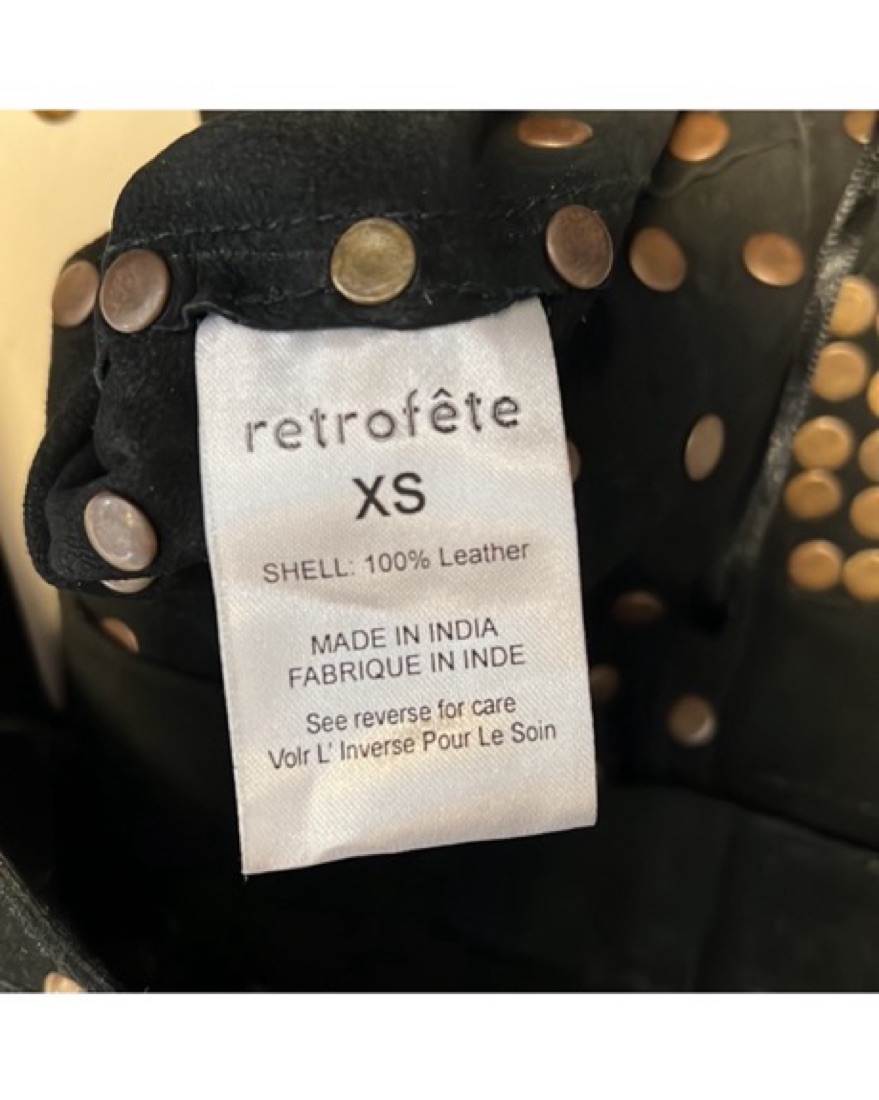 retrofête
XS
SHELL: 100% Leather
MADE IN INDIA
FABRIQUE IN INDE
See reverse for care
Volr L' Inverse Pour Le Soin